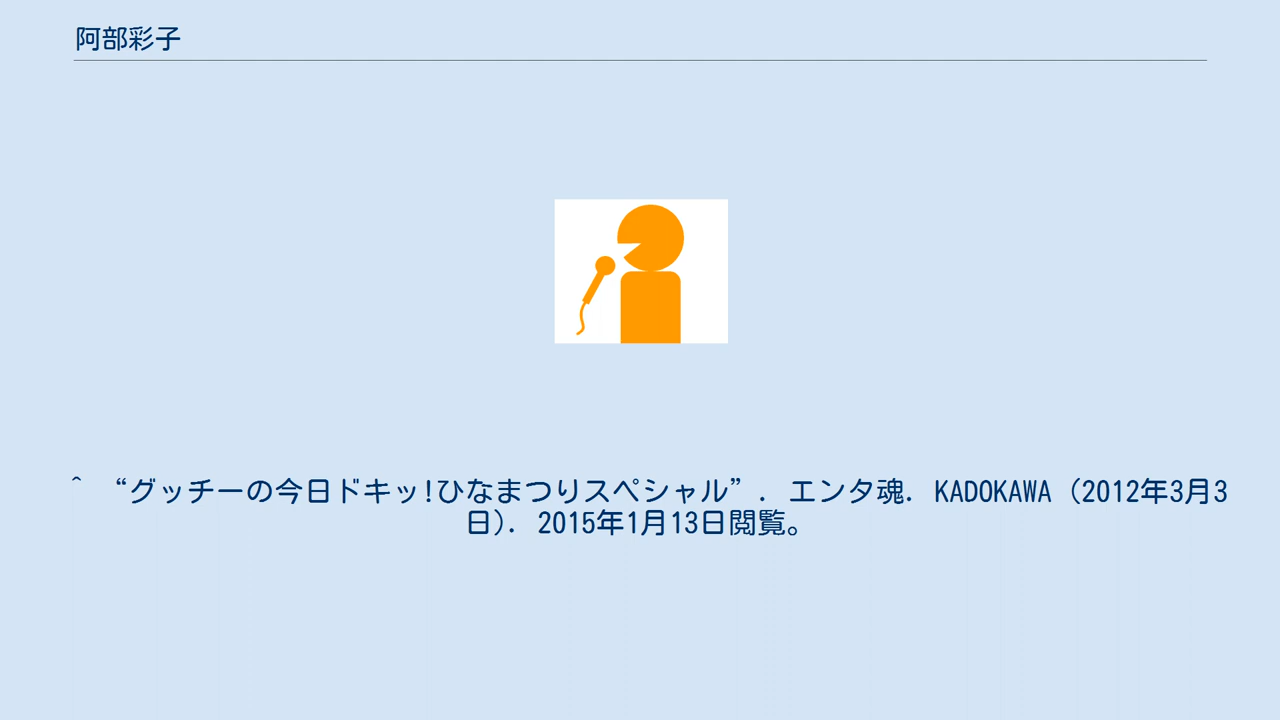 阿部彩子
^ “グッチーの今日ドキッ!ひなまつりスペシャル”. エンタ魂. KADOKAWA (2012年3月3
日). 2015年1月13日閲覧。